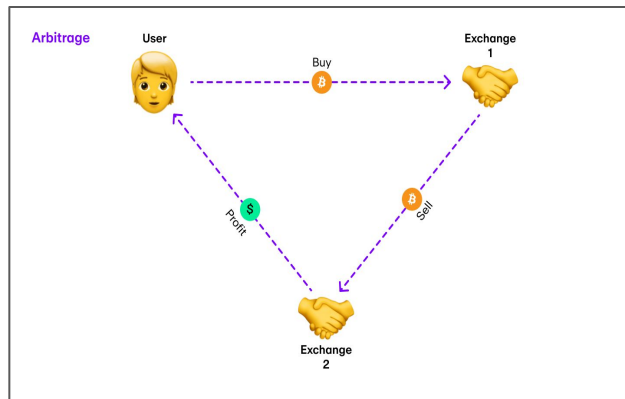 Arbitrage
User
Exchange
1
Buy
₿
₿
Sell
$
Profit
Exchange
2